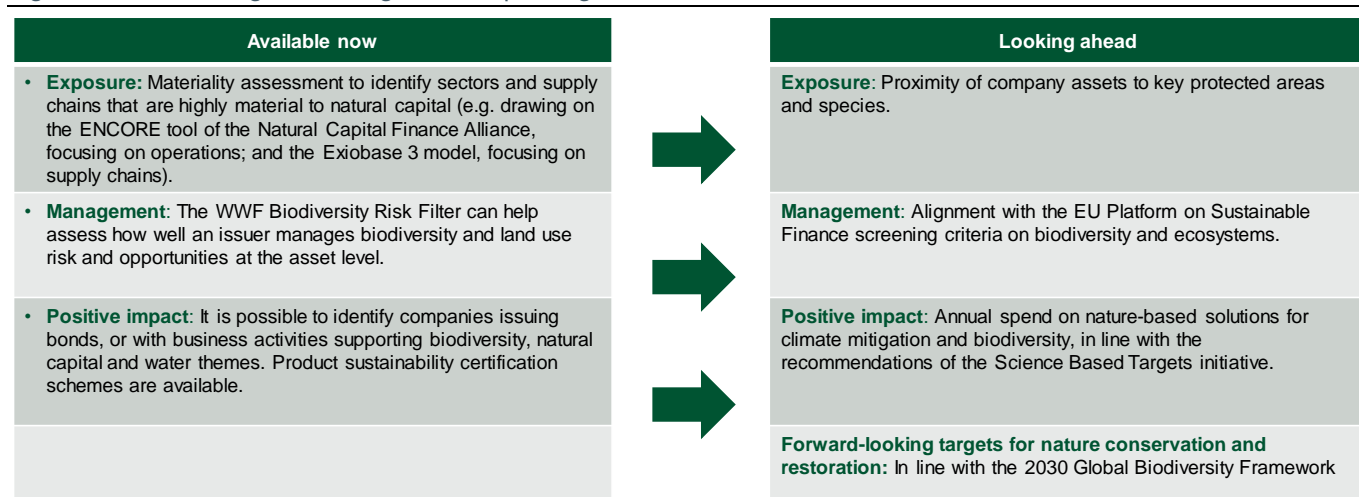 Available now
• Exposure: Materiality assessment to identify sectors and supply
chains that are highly material to natural capital (e.g. drawing on
the ENCORE tool of the Natural Capital Finance Alliance,
focusing on operations; and the Exiobase 3 model, focusing on
supply chains).
• Management: The WWF Biodiversity Risk Filter can help
assess how well an issuer manages biodiversity and land use
risk and opportunities at the asset level.
• Positive impact: It is possible to identify companies issuing
bonds, or with business activities supporting biodiversity, natural
capital and water themes. Product sustainability certification
schemes are available.
Looking ahead
Exposure: Proximity of company assets to key protected areas
and species.
Management: Alignment with the EU Platform on Sustainable
Finance screening criteria on biodiversity and ecosystems.
Positive impact: Annual spend on nature-based solutions for
climate mitigation and biodiversity, in line with the
recommendations of the Science Based Targets initiative.
Forward-looking targets for nature conservation and
restoration: In line with the 2030 Global Biodiversity Framework